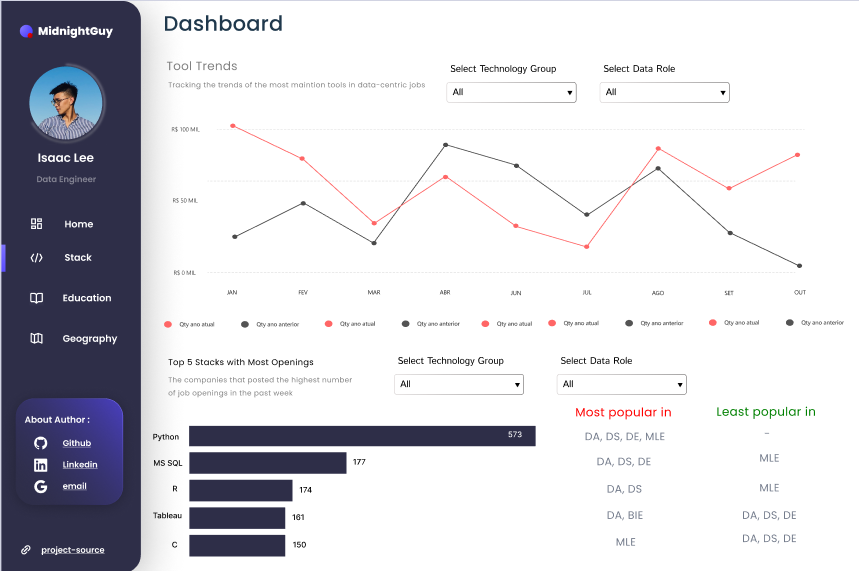 MidnightGuy
Isaac Lee
Data Engineer
Home
Stack
Education
Geography
About Author :
Github
Linkedin
email
project-source
Dashboard
Tool Trends
Tracking the trends of the most maintion tools in data-centric jobs
Select Technology Group
All
Select Data Role
All
R$ 100 MIL
R$ 50 MIL
R$ 0 MIL
JAN FEV MAR ABR JUN JUL AGO SET OUT
Qty ano atual Qty ano anterior Qty ano atual Qty ano anterior Qty ano atual Qty ano atual Qty ano anterior Qty ano atual Qty ano anterior
Top 5 Stacks with Most Openings
The companies that posted the highest number
of job openings in the past week
Select Technology Group
All
Select Data Role
All
Most popular in Least popular in
Python 573 DA, DS, DE, MLE -
MS SQL 177 DA, DS, DE MLE
R 174 DA, DS MLE
Tableau 161 DA, BIE DA, DS, DE
C 150 MLE DA, DS, DE